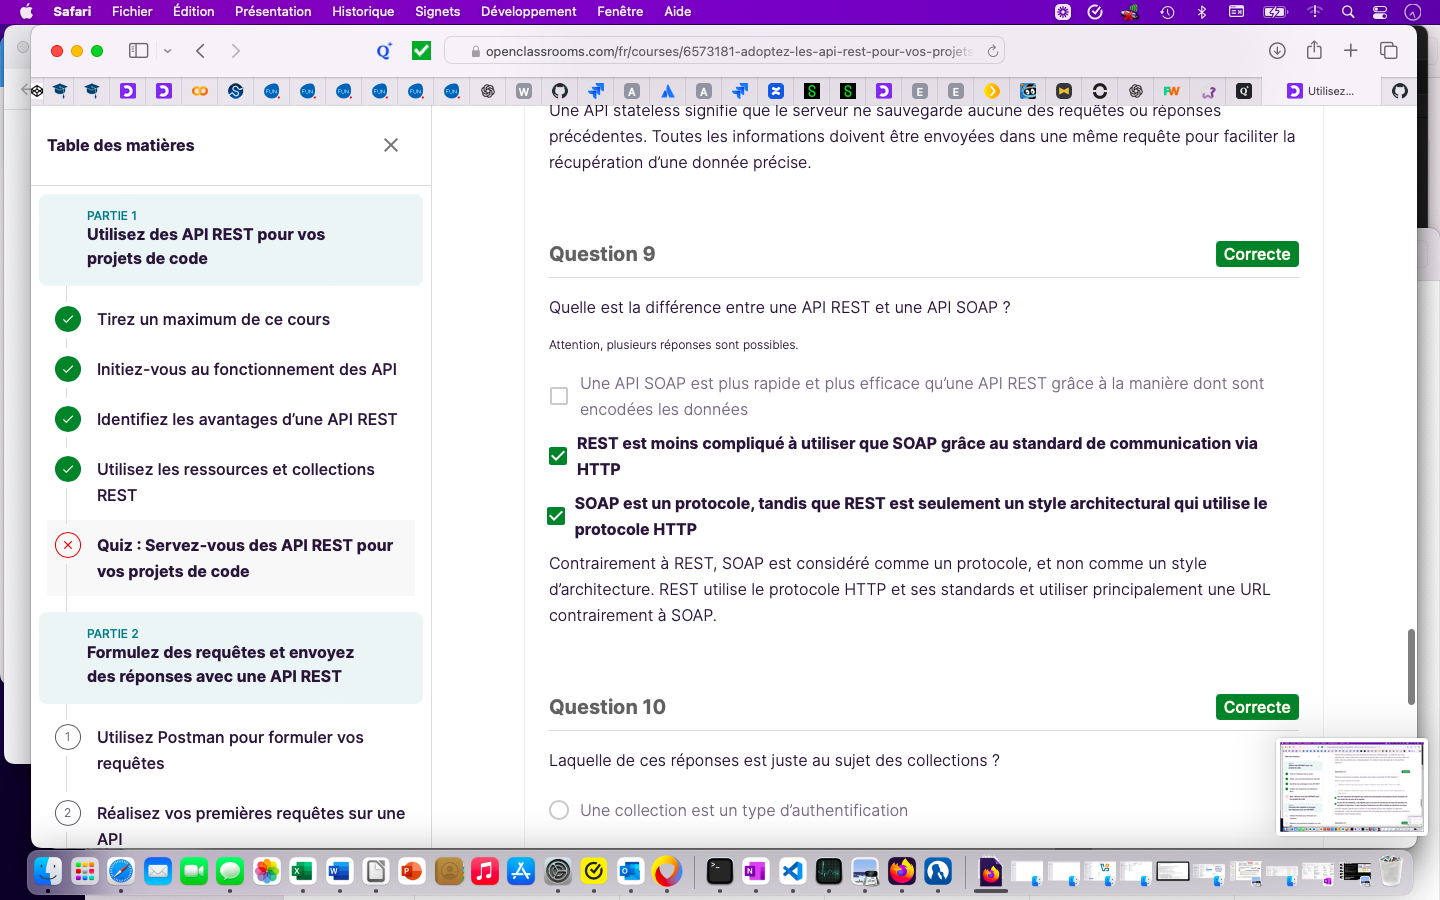 Safari Fichier Édition Présentation Historique Signets Développement Fenêtre Aide
openclassrooms.com/fr/courses/6573181-adoptez-les-api-rest-pour-vos-projets
Utilisez...
Table des matières
PARTIE 1
Utilisez des API REST pour vos
projets de code
Tirez un maximum de ce cours
Initiez-vous au fonctionnement des API
Identifiez les avantages d’une API REST
Utilisez les ressources et collections
REST
Quiz : Servez-vous des API REST pour
vos projets de code
PARTIE 2
Formulez des requêtes et envoyez
des réponses avec une API REST
1
Utilisez Postman pour formuler vos
requêtes
2
Réalisez vos premières requêtes sur une
API
Une API stateless signifie que le serveur ne sauvegarde aucune des requêtes ou réponses
précédentes. Toutes les informations doivent être envoyées dans une même requête pour faciliter la
récupération d’une donnée précise.
Question 9
Correcte
Quelle est la différence entre une API REST et une API SOAP ?
Attention, plusieurs réponses sont possibles.
Une API SOAP est plus rapide et plus efficace qu’une API REST grâce à la manière dont sont
encodées les données
REST est moins compliqué à utiliser que SOAP grâce au standard de communication via
HTTP
SOAP est un protocole, tandis que REST est seulement un style architectural qui utilise le
protocole HTTP
Contrairement à REST, SOAP est considéré comme un protocole, et non comme un style
d’architecture. REST utilise le protocole HTTP et ses standards et utiliser principalement une URL
contrairement à SOAP.
Question 10
Correcte
Laquelle de ces réponses est juste au sujet des collections ?
Une collection est un type d’authentification